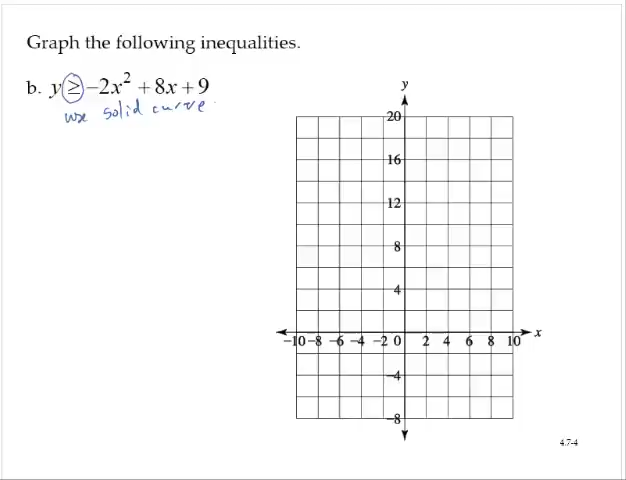 Graph the following inequalities.
b. y ≥ −2x² + 8x + 9
use solid curve
y
20
16
12
8
4
−10 −8 −6 −4 −2 0 2 4 6 8 10 x
−4
−8
4.7-4